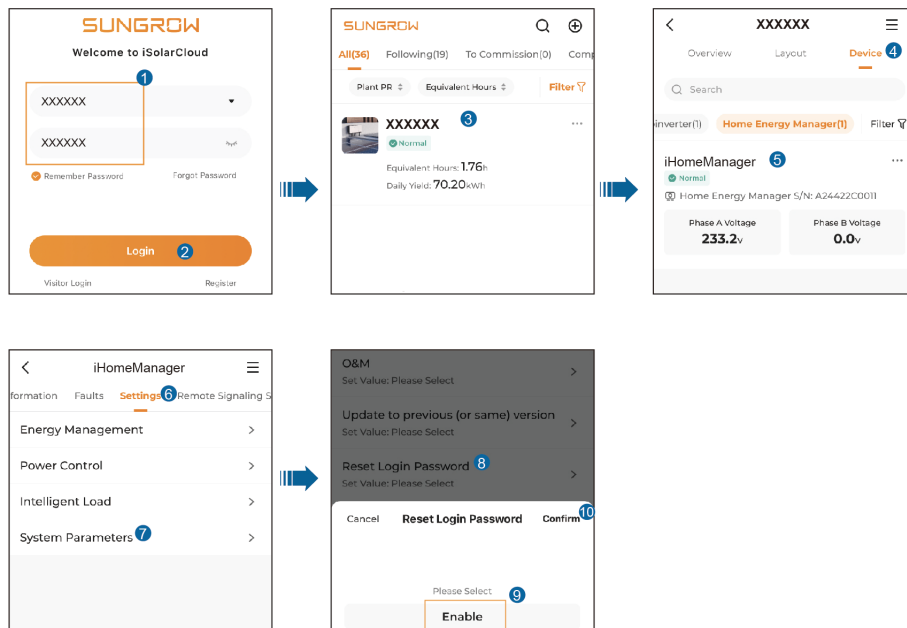 SUNGROW
Welcome to iSolarCloud
1
XXXXXX
XXXXXX
Remember Password Forgot Password
Login 2
Visitor Login Register
SUNGROW
All(36) Following(19) To Commission(0) Comp
Plant PR Equivalent Hours Filter
XXXXXX 3
Normal
Equivalent Hours: 1.76h
Daily Yield: 70.20kWh
XXXXXX
Overview Layout Device 4
Search
inverter(1) Home Energy Manager(1) Filter
iHomeManager 5
Normal
Home Energy Manager S/N: A24422C0011
Phase A Voltage Phase B Voltage
233.2V 0.0V
iHomeManager
formation Faults Settings 6 Remote Signaling S
Energy Management
Power Control
Intelligent Load
System Parameters 7
O&M
Set Value: Please Select
Update to previous (or same) version
Set Value: Please Select
Reset Login Password 8
Set Value: Please Select
Cancel Reset Login Password Confirm 10
Please Select 9
Enable